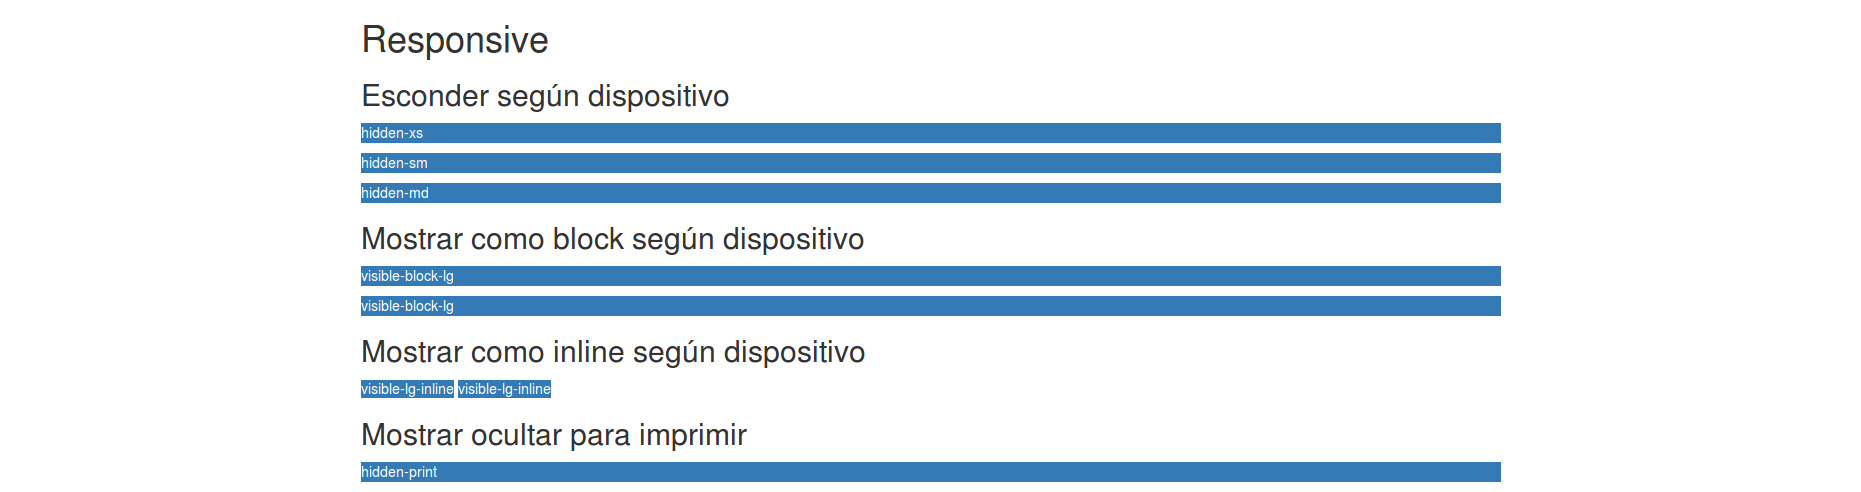 Responsive
Esconder según dispositivo
hidden-xs
hidden-sm
hidden-md
Mostrar como block según dispositivo
visible-block-lg
visible-block-lg
Mostrar como inline según dispositivo
visible-lg-inline visible-lg-inline
Mostrar ocultar para imprimir
hidden-print